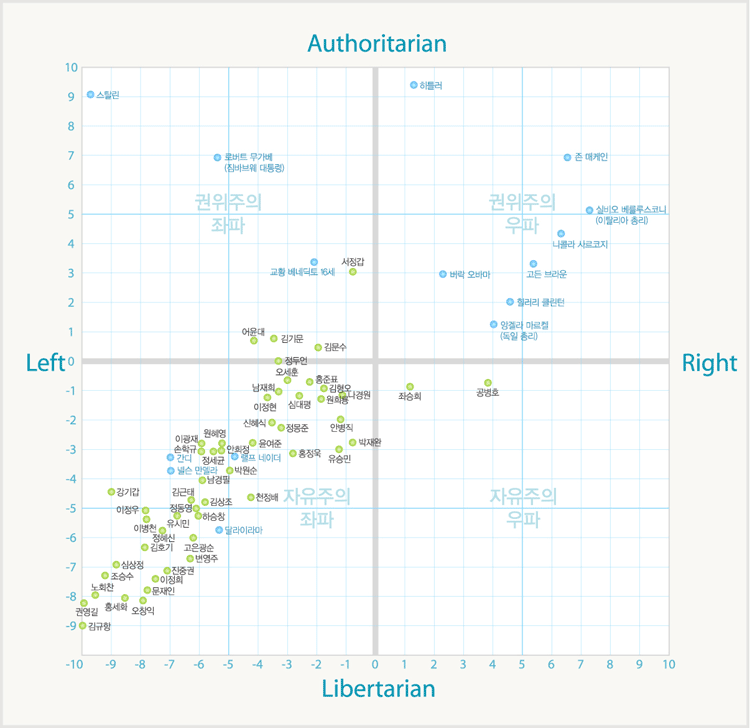 Authoritarian
10
9
스탈린
히틀러
8
7
로버트 무가베
(짐바브웨 대통령)
존 매케인
6
권위주의
좌파
권위주의
우파
5
실비오 베를루스코니
(이탈리아 총리)
4
니콜라 사르코지
3
교황 베네딕토 16세
서정갑
버락 오바마
고든 브라운
2
힐러리 클린턴
1
앙겔라 마르켈
(독일 총리)
어윤대
김기문
김문수
Left
0
정두언
Right
오세훈
홍준표
-1
남재희
김형오
나경원
좌승희
공병호
이정현
심대평
원희룡
-2
신혜식
정몽준
안병직
이광재
원혜영
-3
손학규
안희정
윤여준
박재완
정세균
간디
랠프 네이더
홍정욱
유승민
넬슨 만델라
박원순
-4
남경필
강기갑
김근태
천정배
자유주의
좌파
자유주의
우파
-5
이정우
정동영
김상조
이병천
유시민
하승창
달라이라마
-6
정혜신
김호기
고은광순
변영주
-7
심상정
조승수
진중권
이정희
노회찬
문재인
-8
권영길
홍세화
오창익
-9
김규항
-10 -9 -8 -7 -6 -5 -4 -3 -2 -1 0 1 2 3 4 5 6 7 8 9 10
Libertarian